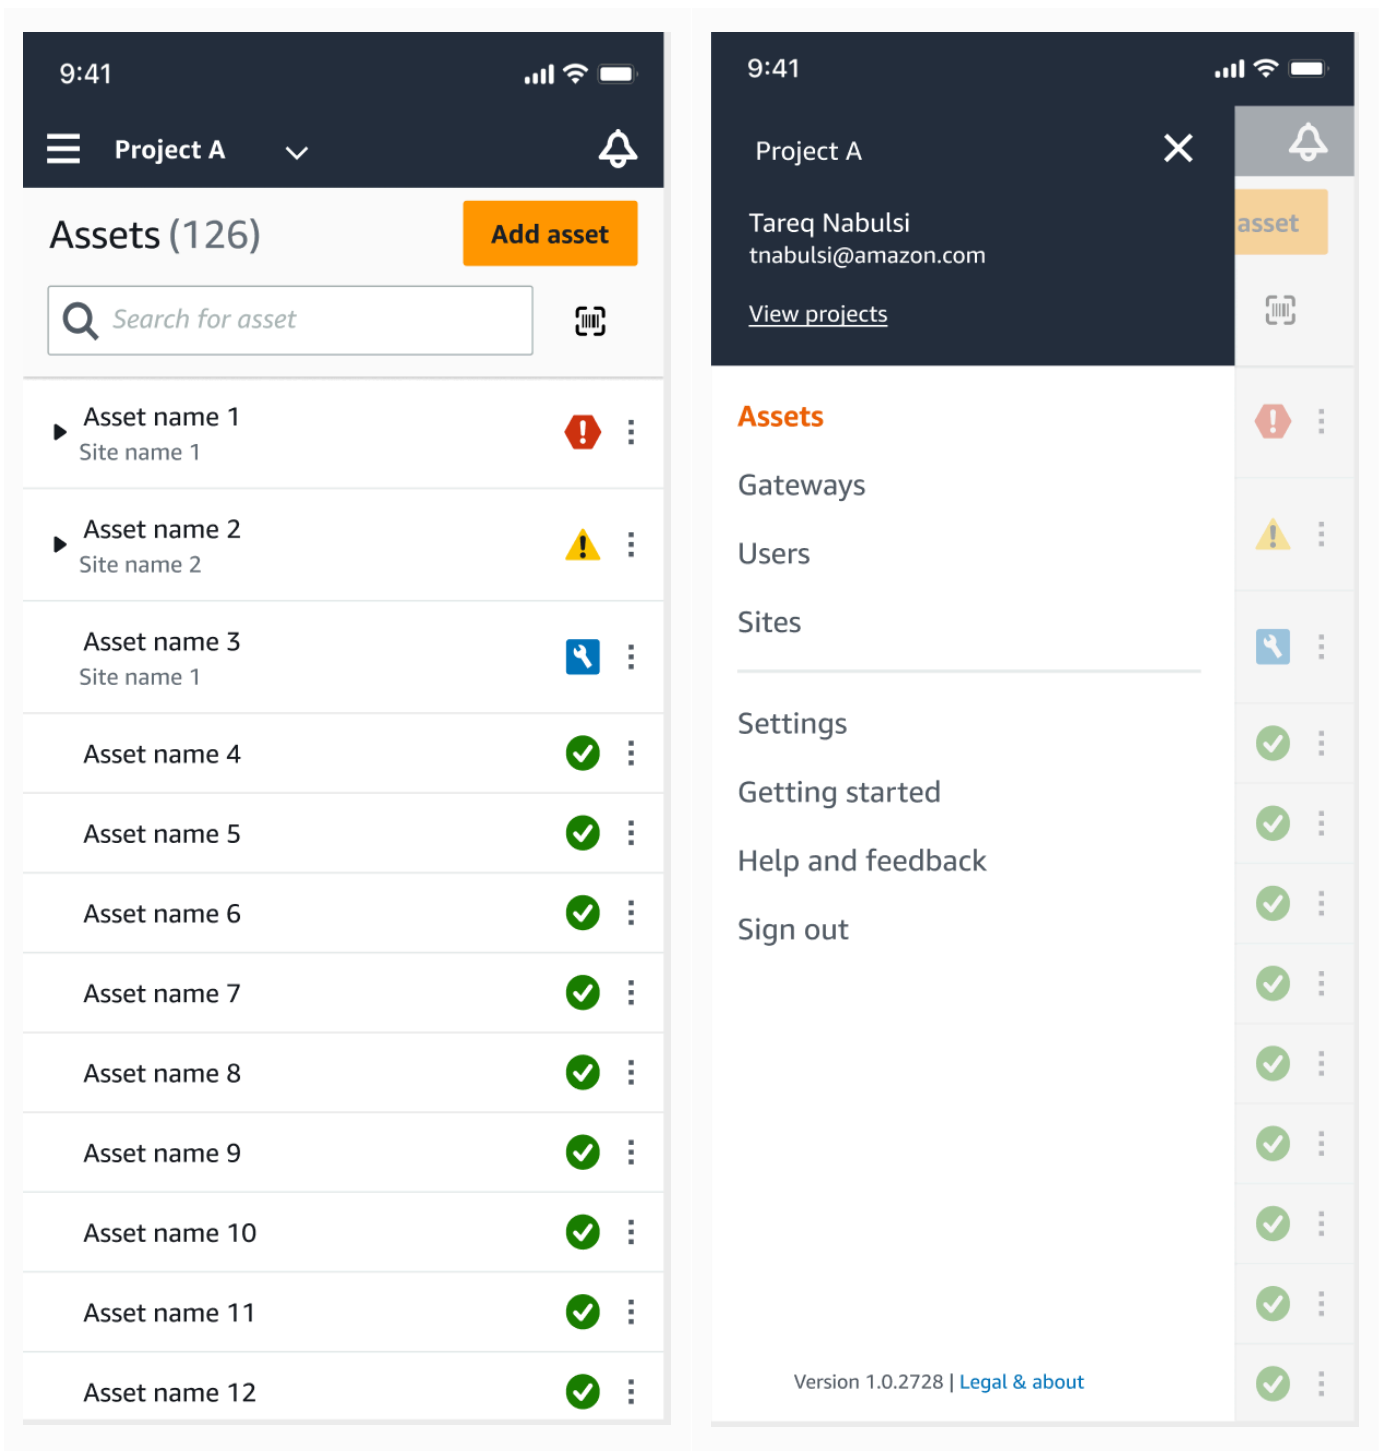 9:41
Project A
Assets (126)
Add asset
Search for asset
Asset name 1
Site name 1
Asset name 2
Site name 2
Asset name 3
Site name 1
Asset name 4
Asset name 5
Asset name 6
Asset name 7
Asset name 8
Asset name 9
Asset name 10
Asset name 11
Asset name 12
9:41
Project A
Tareq Nabulsi
tnabulsi@amazon.com
View projects
asset
Assets
Gateways
Users
Sites
Settings
Getting started
Help and feedback
Sign out
Version 1.0.2728 | Legal & about